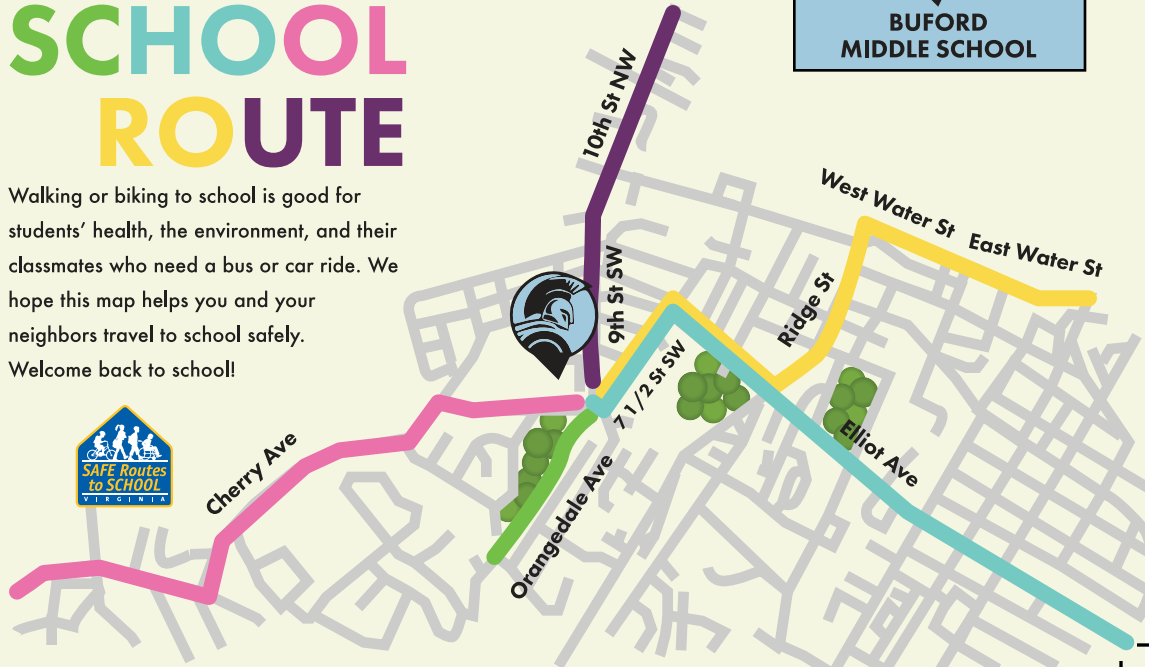 SCHOOL
ROUTE
Walking or biking to school is good for
students’ health, the environment, and their
classmates who need a bus or car ride. We
hope this map helps you and your
neighbors travel to school safely.
Welcome back to school!
SAFE Routes
to SCHOOL
VIRGINIA
BUFORD
MIDDLE SCHOOL
10th St NW
9th St SW
7 1/2 St SW
West Water St
East Water St
Ridge St
Elliot Ave
Cherry Ave
Orangedale Ave